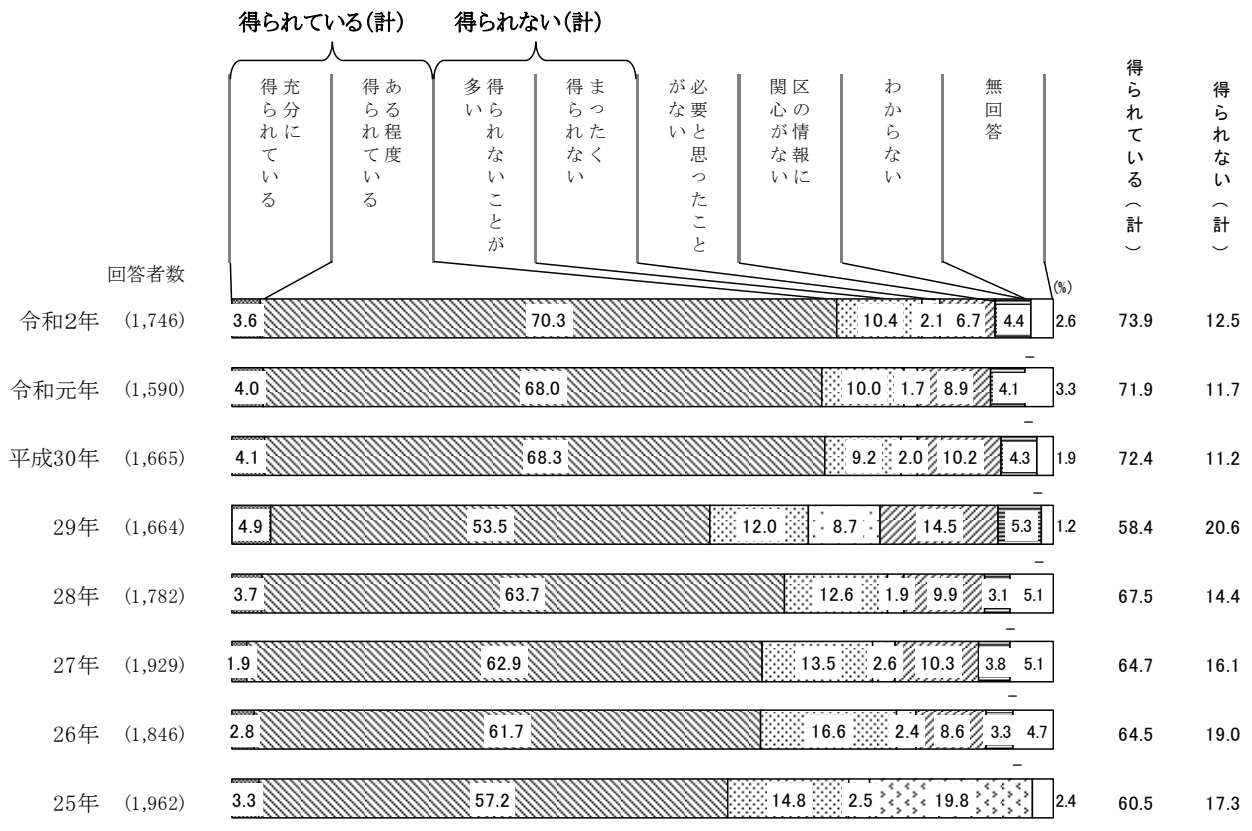 得られている(計) 得られない(計)
充分に
得られている
ある程度
得られている
得られないことが
多い
まったく
得られない
必要と思ったこと
がない
区の情報に
関心がない
わからない
無回答
得られている(計)
得られない(計)
回答者数
(%)
令和2年 (1,746) 3.6 70.3 10.4 2.1 6.7 4.4 2.6 73.9 12.5
–
令和元年 (1,590) 4.0 68.0 10.0 1.7 8.9 4.1 3.3 71.9 11.7
–
平成30年 (1,665) 4.1 68.3 9.2 2.0 10.2 4.3 1.9 72.4 11.2
–
29年 (1,664) 4.9 53.5 12.0 8.7 14.5 5.3 1.2 58.4 20.6
–
28年 (1,782) 3.7 63.7 12.6 1.9 9.9 3.1 5.1 67.5 14.4
–
27年 (1,929) 1.9 62.9 13.5 2.6 10.3 3.8 5.1 64.7 16.1
–
26年 (1,846) 2.8 61.7 16.6 2.4 8.6 3.3 4.7 64.5 19.0
–
25年 (1,962) 3.3 57.2 14.8 2.5 19.8 2.4 60.5 17.3